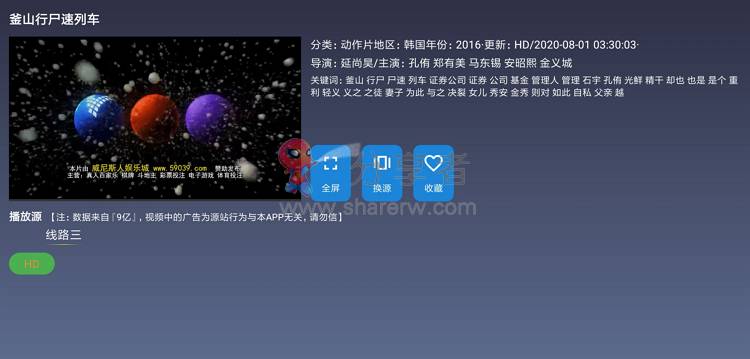 釜山行尸速列车
分类: 动作片地区: 韩国年份: 2016·更新: HD/2020-08-01 03:30:03·
导演: 延尚昊/主演: 孔侑 郑有美 马东锡 安昭熙 金义城
关键词: 釜山 行尸 尸速 列车 证券公司 证券 公司 基金 管理人 管理 石宇 孔侑 光鲜 精干 却也 也是 是个 重
利 轻义 义之 之徒 妻子 为此 与之 决裂 女儿 秀安 金秀 则对 如此 自私 父亲 越
本片由 威尼斯人娱乐城 www.59039.com 赞助发布
主营: 真人百家乐 棋牌 斗地主 彩票投注 电子游戏 体育投注
分享者
全屏 换源 收藏
www.sharerw.com
播放源 【注: 数据来自『9亿』, 视频中的广告为源站行为与本APP无关, 请勿信】
线路三
HD